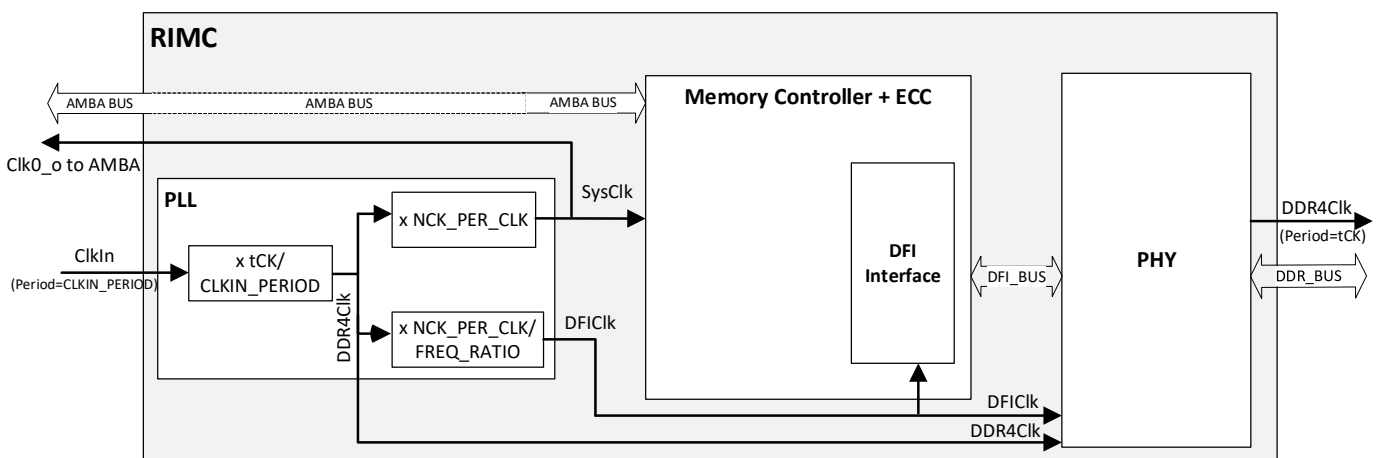 RIMC
AMBA BUS
AMBA BUS
AMBA BUS
Memory Controller + ECC
Clk0_o to AMBA
PLL
x NCK_PER_CLK
SysClk
ClkIn
(Period=CLKIN_PERIOD)
x tCK/
CLKIN_PERIOD
DDR4Clk
x NCK_PER_CLK/
FREQ_RATIO
DFIClk
DFI
Interface
DFI_BUS
PHY
DDR4Clk
(Period=tCK)
DDR_BUS
DFIClk
DDR4Clk